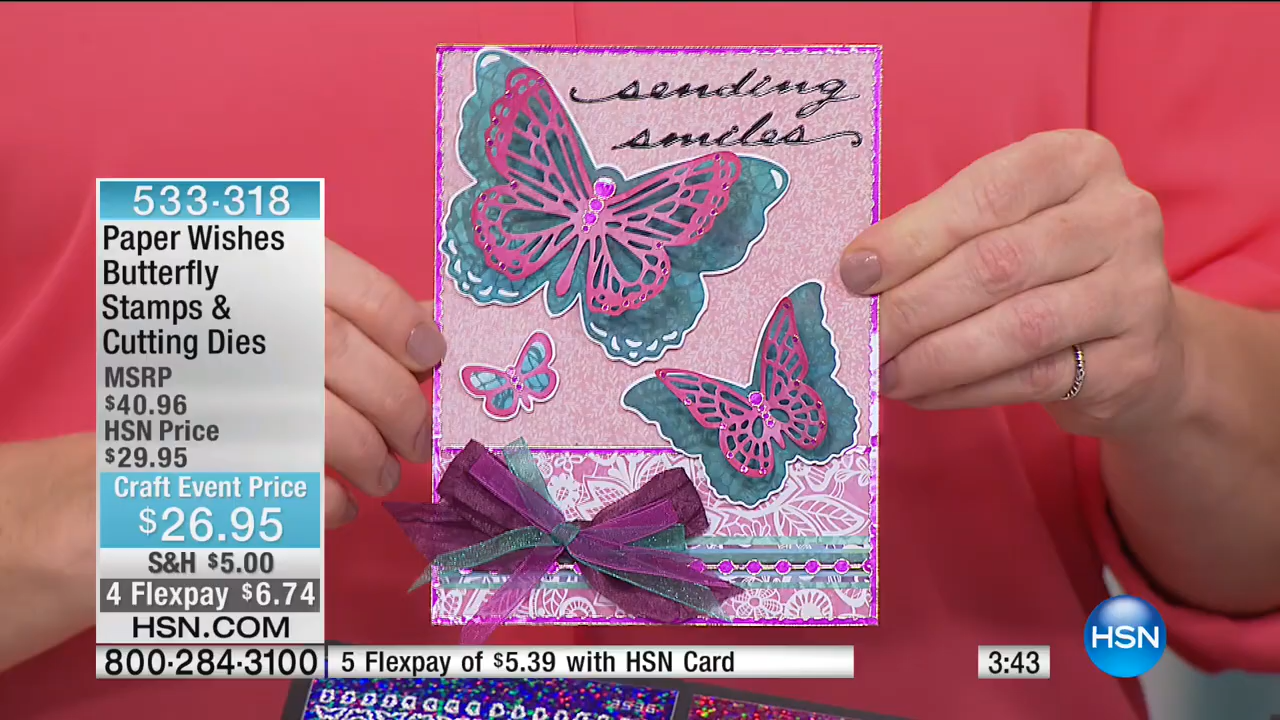 sending
smiles
533-318
Paper Wishes
Butterfly
Stamps &
Cutting Dies
MSRP
$40.96
HSN Price
$29.95
Craft Event Price
$26.95
S&H $5.00
4 Flexpay $6.74
HSN.COM
800-284-3100
5 Flexpay of $5.39 with HSN Card
3:43
HSN